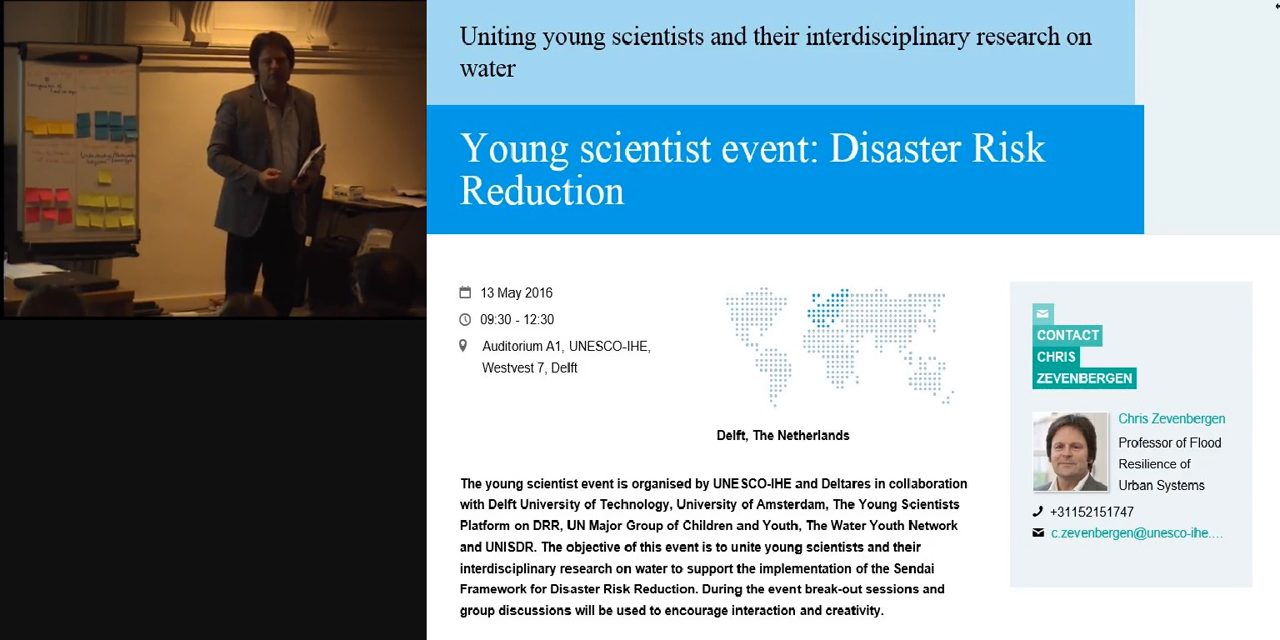 Uniting young scientists and their interdisciplinary research on
water
Young scientist event: Disaster Risk
Reduction
13 May 2016
09:30 - 12:30
Auditorium A1, UNESCO-IHE,
Westvest 7, Delft
Delft, The Netherlands
The young scientist event is organised by UNESCO-IHE and Deltares in collaboration
with Delft University of Technology, University of Amsterdam, The Young Scientists
Platform on DRR, UN Major Group of Children and Youth, The Water Youth Network
and UNISDR. The objective of this event is to unite young scientists and their
interdisciplinary research on water to support the implementation of the Sendai
Framework for Disaster Risk Reduction. During the event break-out sessions and
group discussions will be used to encourage interaction and creativity.
CONTACT
CHRIS
ZEVENBERGEN
Chris Zevenbergen
Professor of Flood
Resilience of
Urban Systems
+31152151747
c.zevenbergen@unesco-ihe....